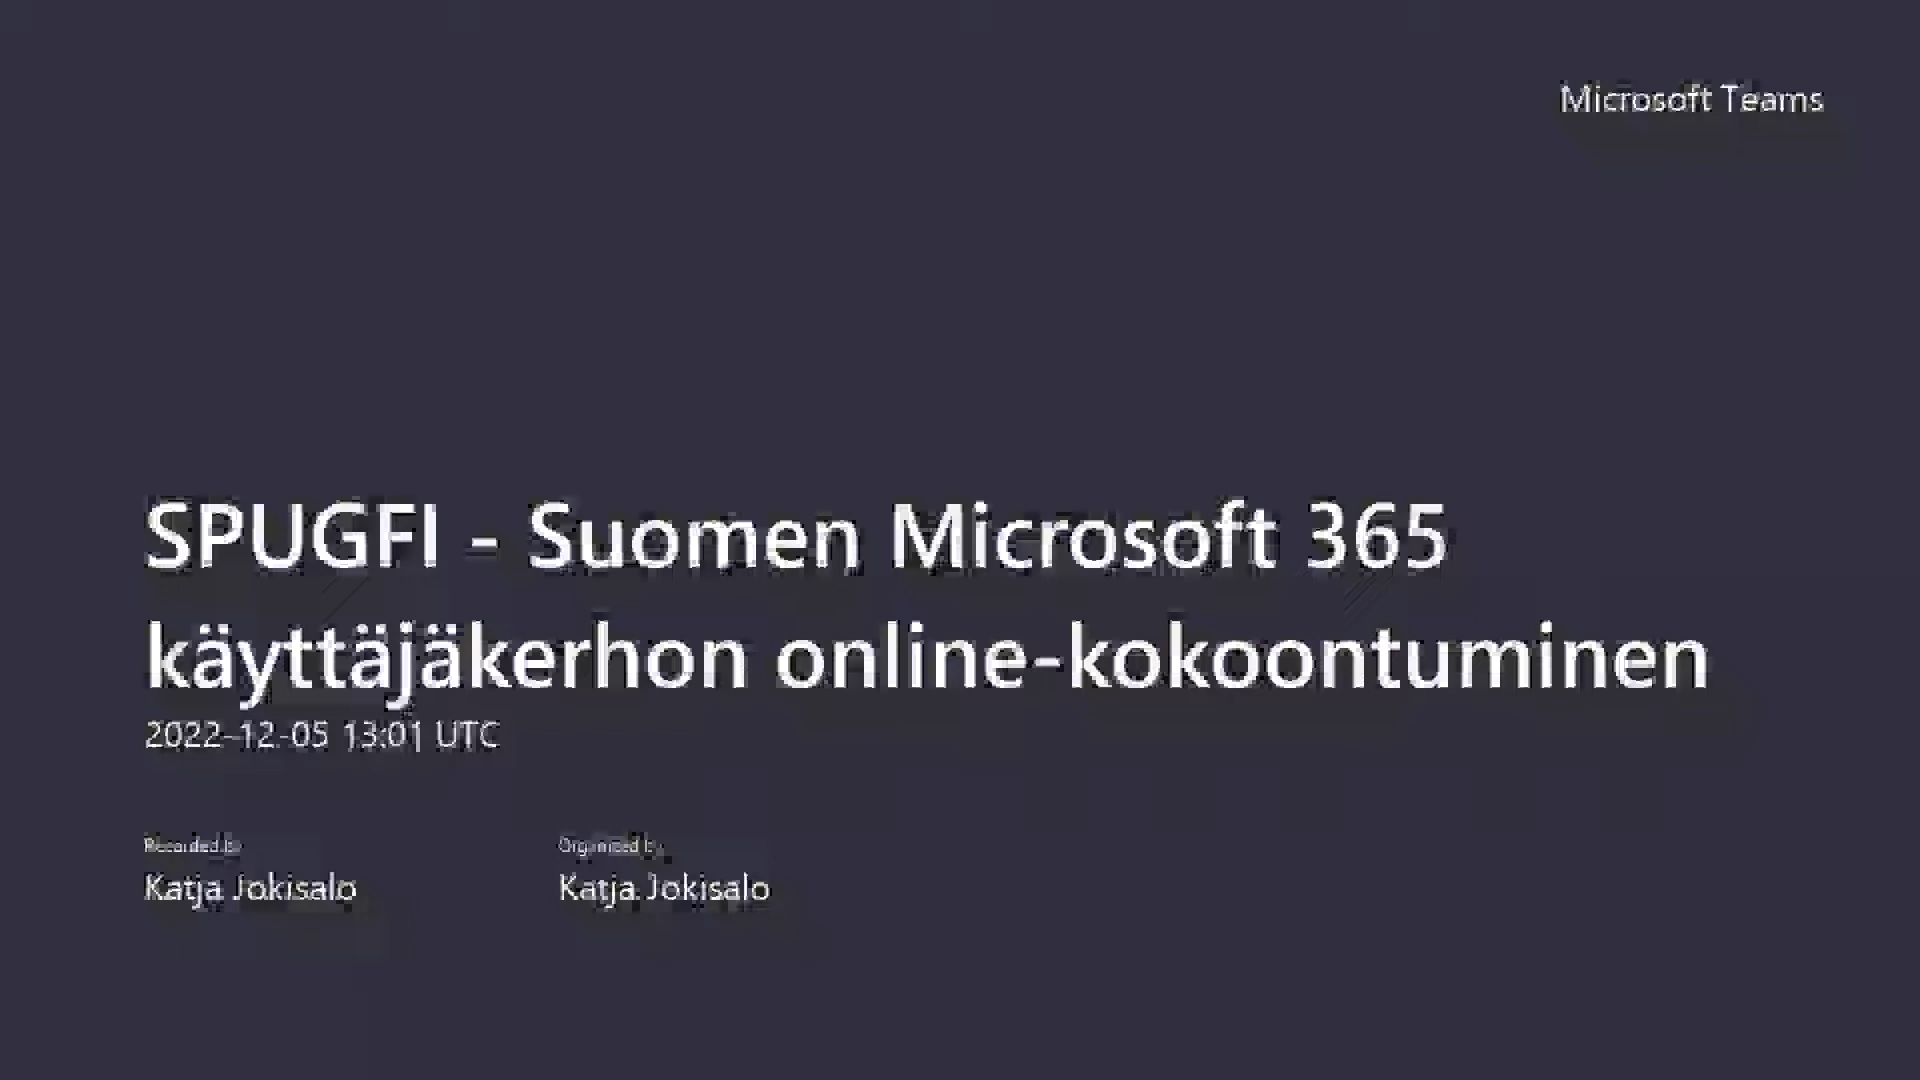 Microsoft Teams
SPUGFI - Suomen Microsoft 365
käyttäjäkerhon online-kokoontuminen
2022-12-05 13:01 UTC
Recorded by
Organized by
Katja Jokisalo
Katja Jokisalo